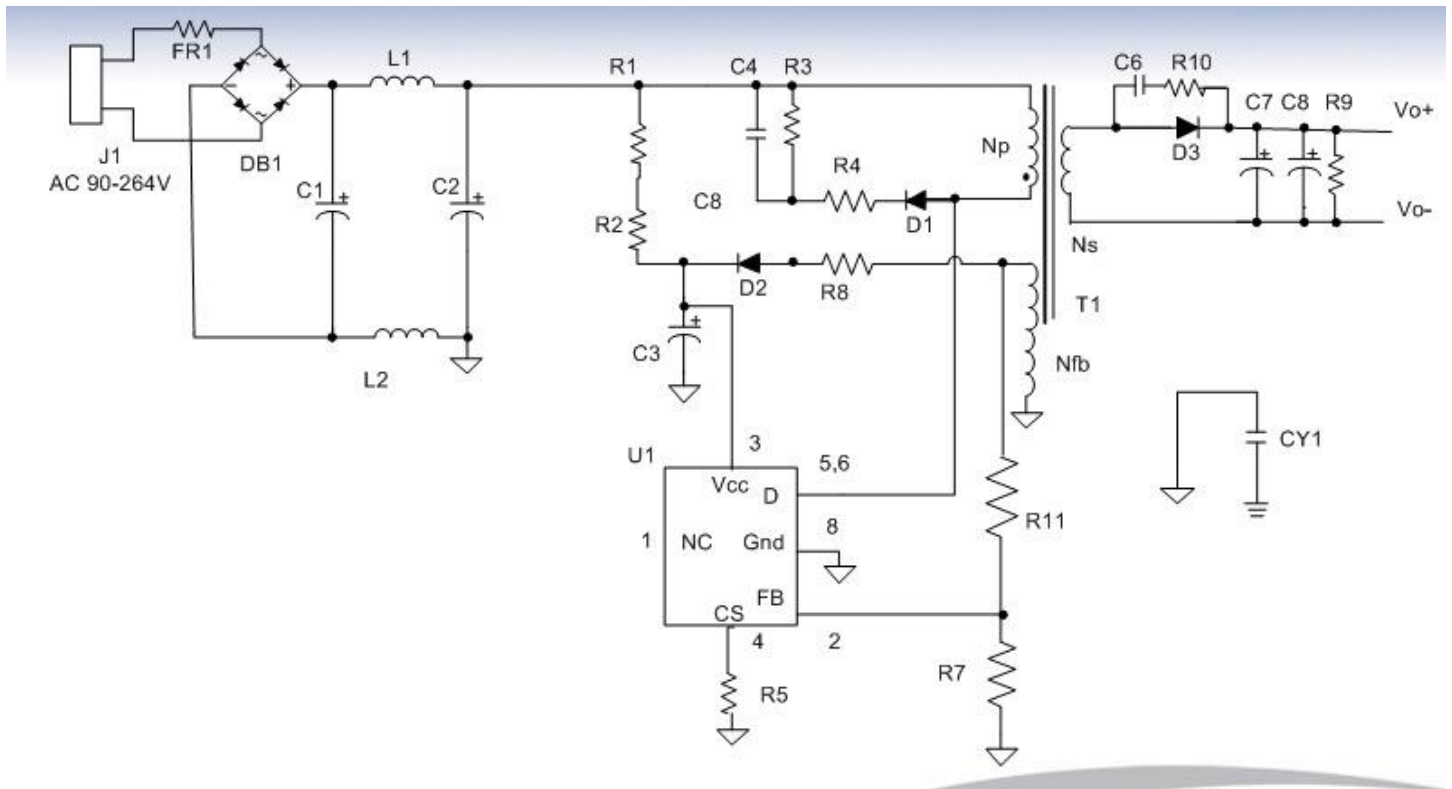 FR1
L1
R1
C4
R3
C6
R10
C7
C8
R9
Vo+
~
-
+
~
J1
AC 90-264V
DB1
C1
+
C2
+
Np
D3
+
+
R4
C8
R2
D1
Vo-
Ns
D2
R8
T1
C3
+
L2
Nfb
CY1
U1
3
5,6
Vcc
D
R11
8
1
NC
Gnd
FB
CS
4
2
R7
R5